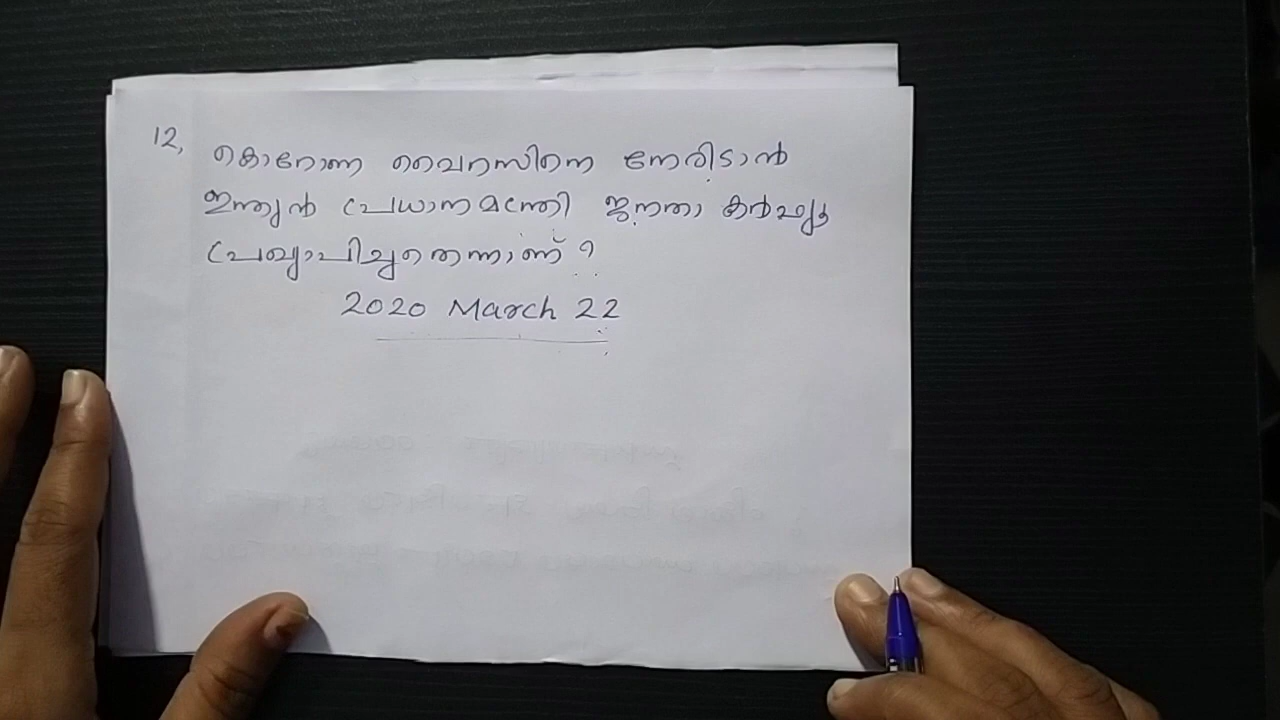 12, കൊറോണ വൈറസിനെ നേരിടാൻ
ഇന്ത്യൻ പ്രധാനമന്ത്രി ജനതാ കർഫ്യൂ
പ്രഖ്യാപിച്ചതെന്നാണ് ?
2020 March 22